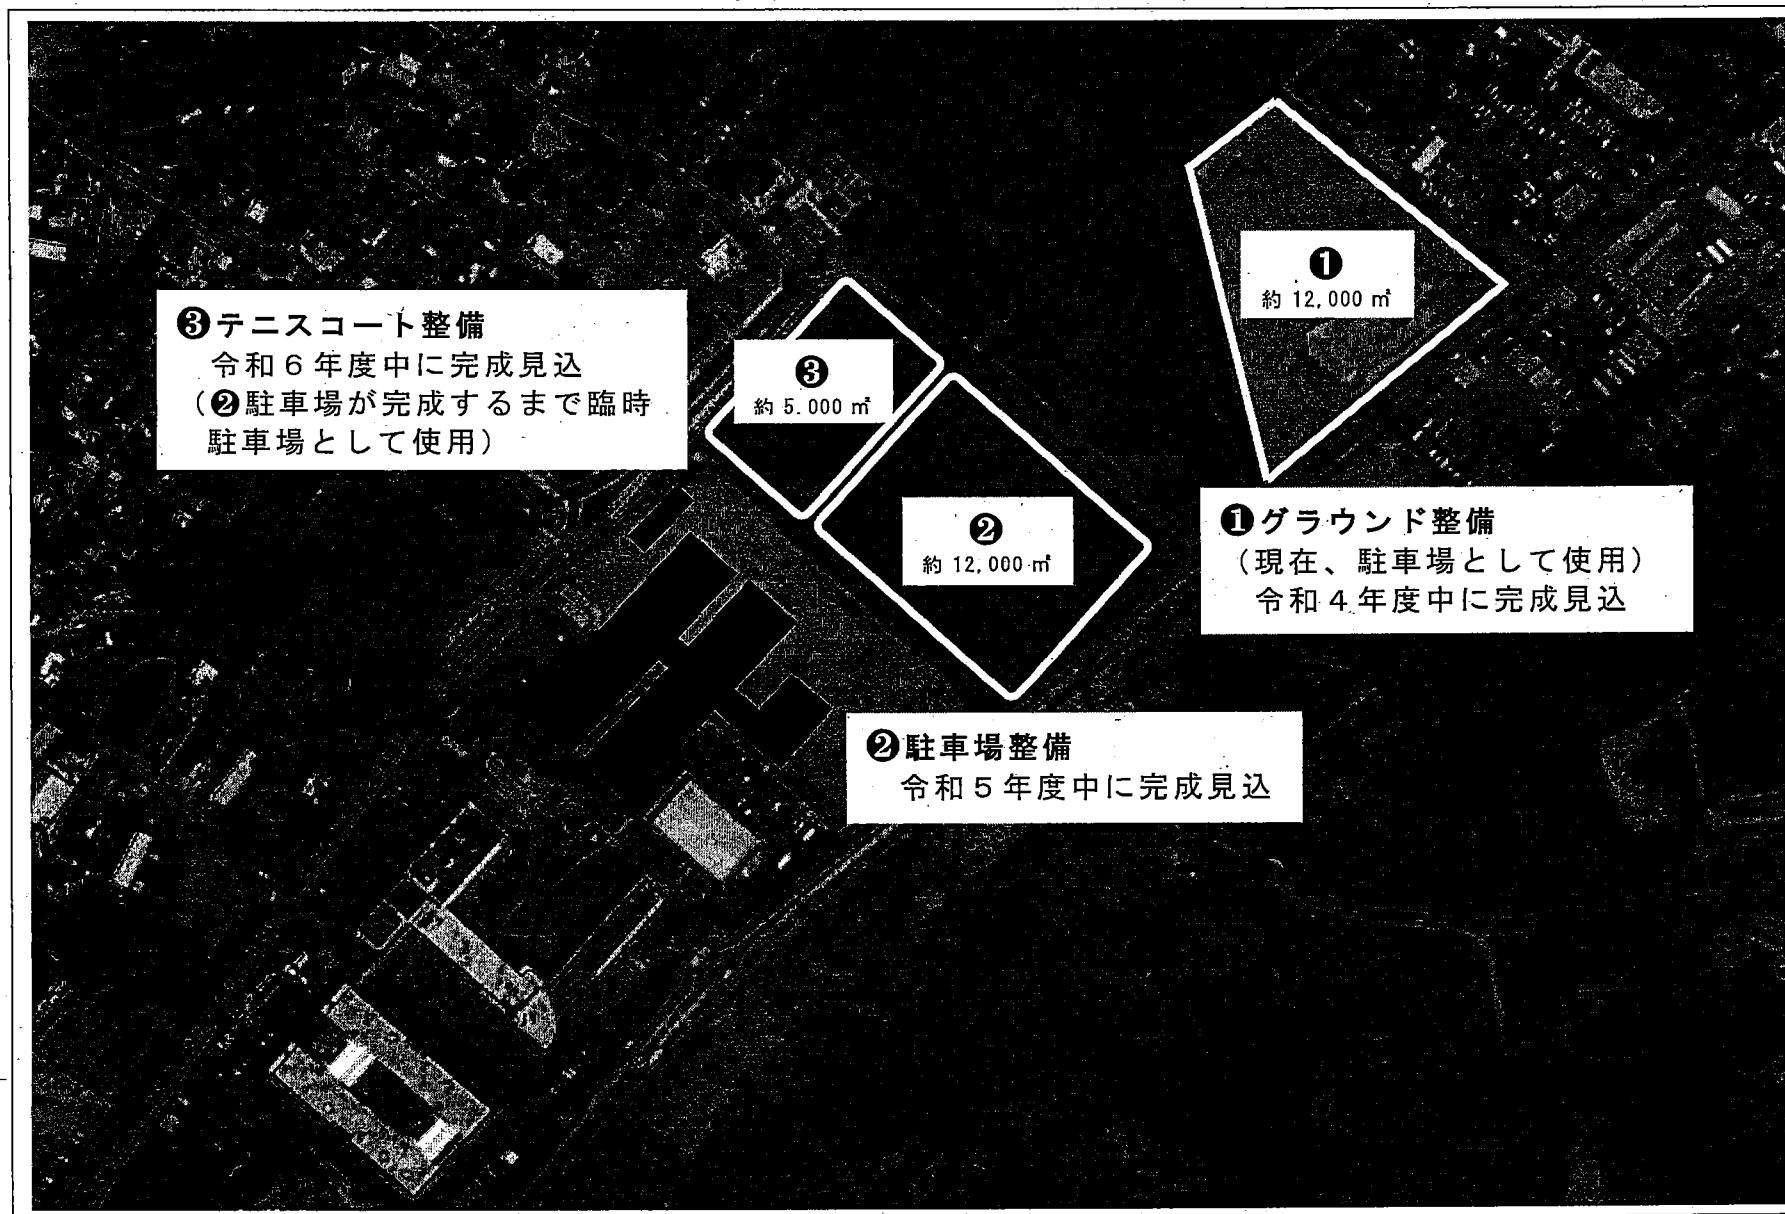 ❶
約 12,000 ㎡
❸テニスコート整備
令和６年度中に完成見込
（❷駐車場が完成するまで臨時
駐車場として使用）
❸
約 5.000 ㎡
❷
約 12,000 ㎡
❶グラウンド整備
（現在、駐車場として使用）
令和４年度中に完成見込
❷駐車場整備
令和５年度中に完成見込